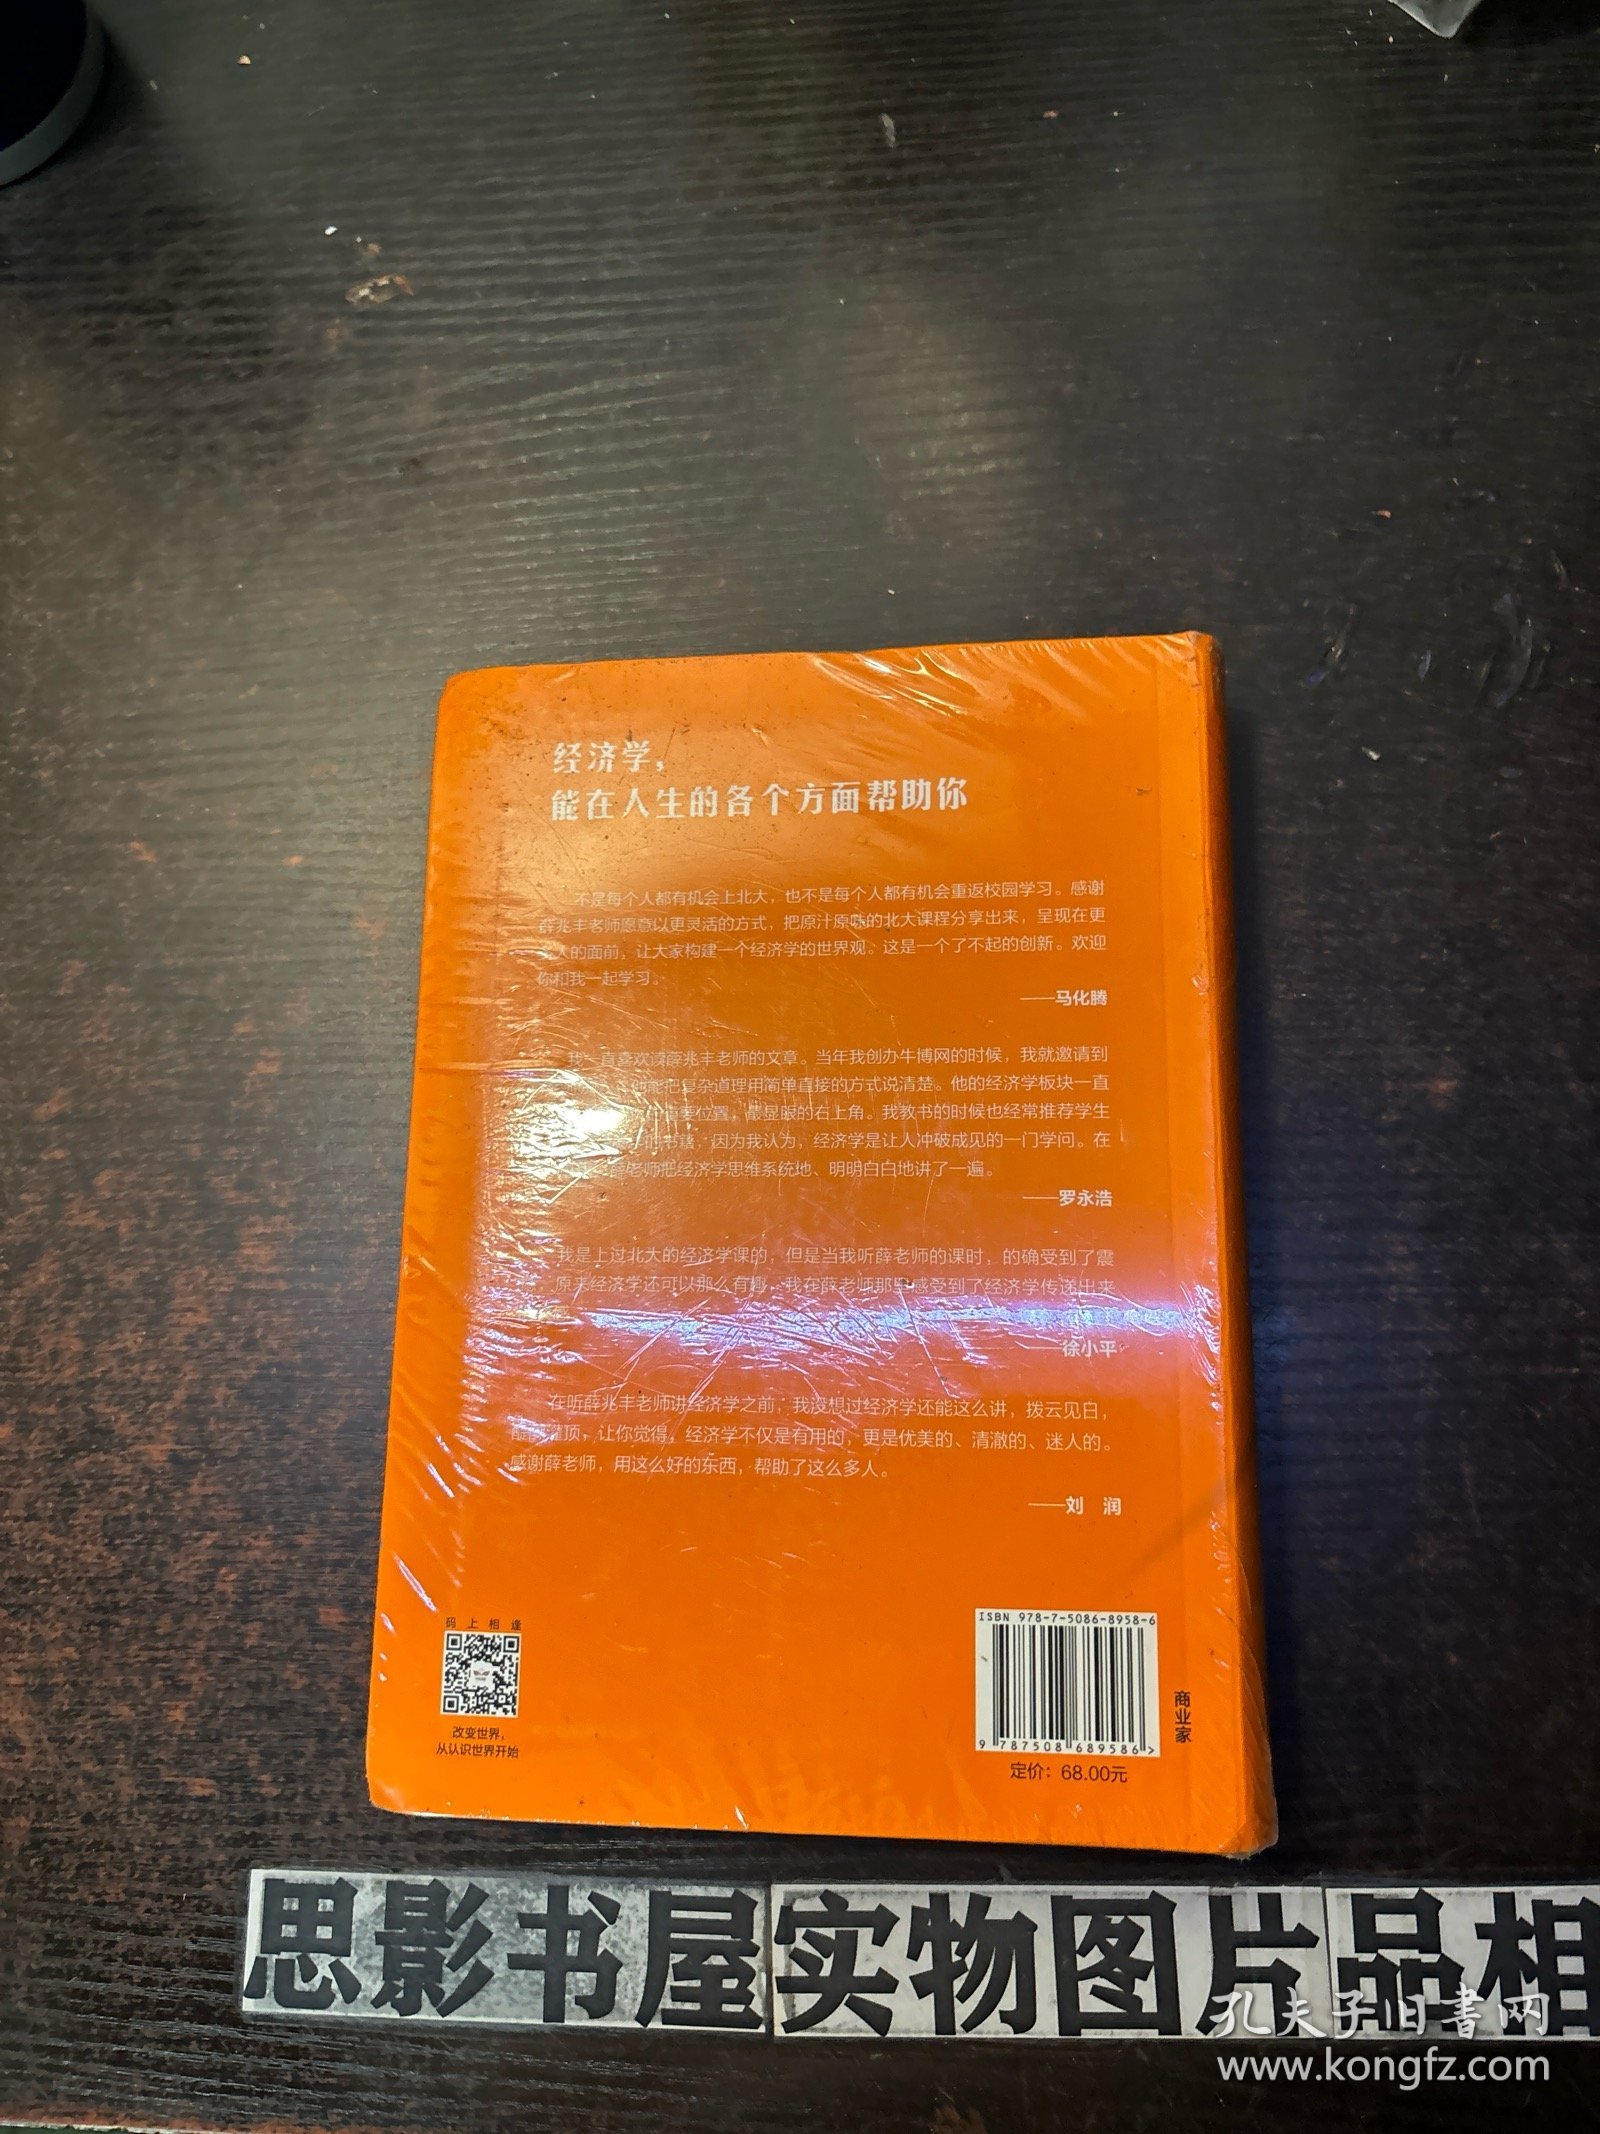 经济学，
能在人生的各个方面帮助你
不是每个人都有机会上北大，也不是每个人都有机会重返校园学习。感谢
薛兆丰老师愿意以更灵活的方式，把原汁原味的北大课程分享出来，呈现在更
人的面前，让大家构建一个经济学的世界观。这是一个了不起的创新。欢迎
你和我一起学习。
——马化腾
我一直喜欢读薛兆丰老师的文章。当年我创办牛博网的时候，我就邀请到
能把复杂道理用简单直接的方式说清楚。他的经济学板块一直
位置，最显眼的右上角。我教书的时候也经常推荐学生
书籍，因为我认为，经济学是让人冲破成见的一门学问。在
薛老师把经济学思维系统地、明明白白地讲了一遍。
——罗永浩
我是上过北大的经济学课的，但是当我听薛老师的课时，的确受到了震
原来经济学还可以那么有趣，我在薛老师那里感受到了经济学传递出来
徐小平
在听薛兆丰老师讲经济学之前，我没想过经济学还能这么讲，拨云见日，
灌顶，让你觉得，经济学不仅是有用的，更是优美的、清澈的、迷人的。
感谢薛老师，用这么好的东西，帮助了这么多人。
——刘 润
码上相逢
改变世界，
从认识世界开始
ISBN 978-7-5086-8958-6
9 787508 689586 >
定价：68.00元
商业家
思影书屋实物图片品相
孔夫子旧书网
www.kongfz.com